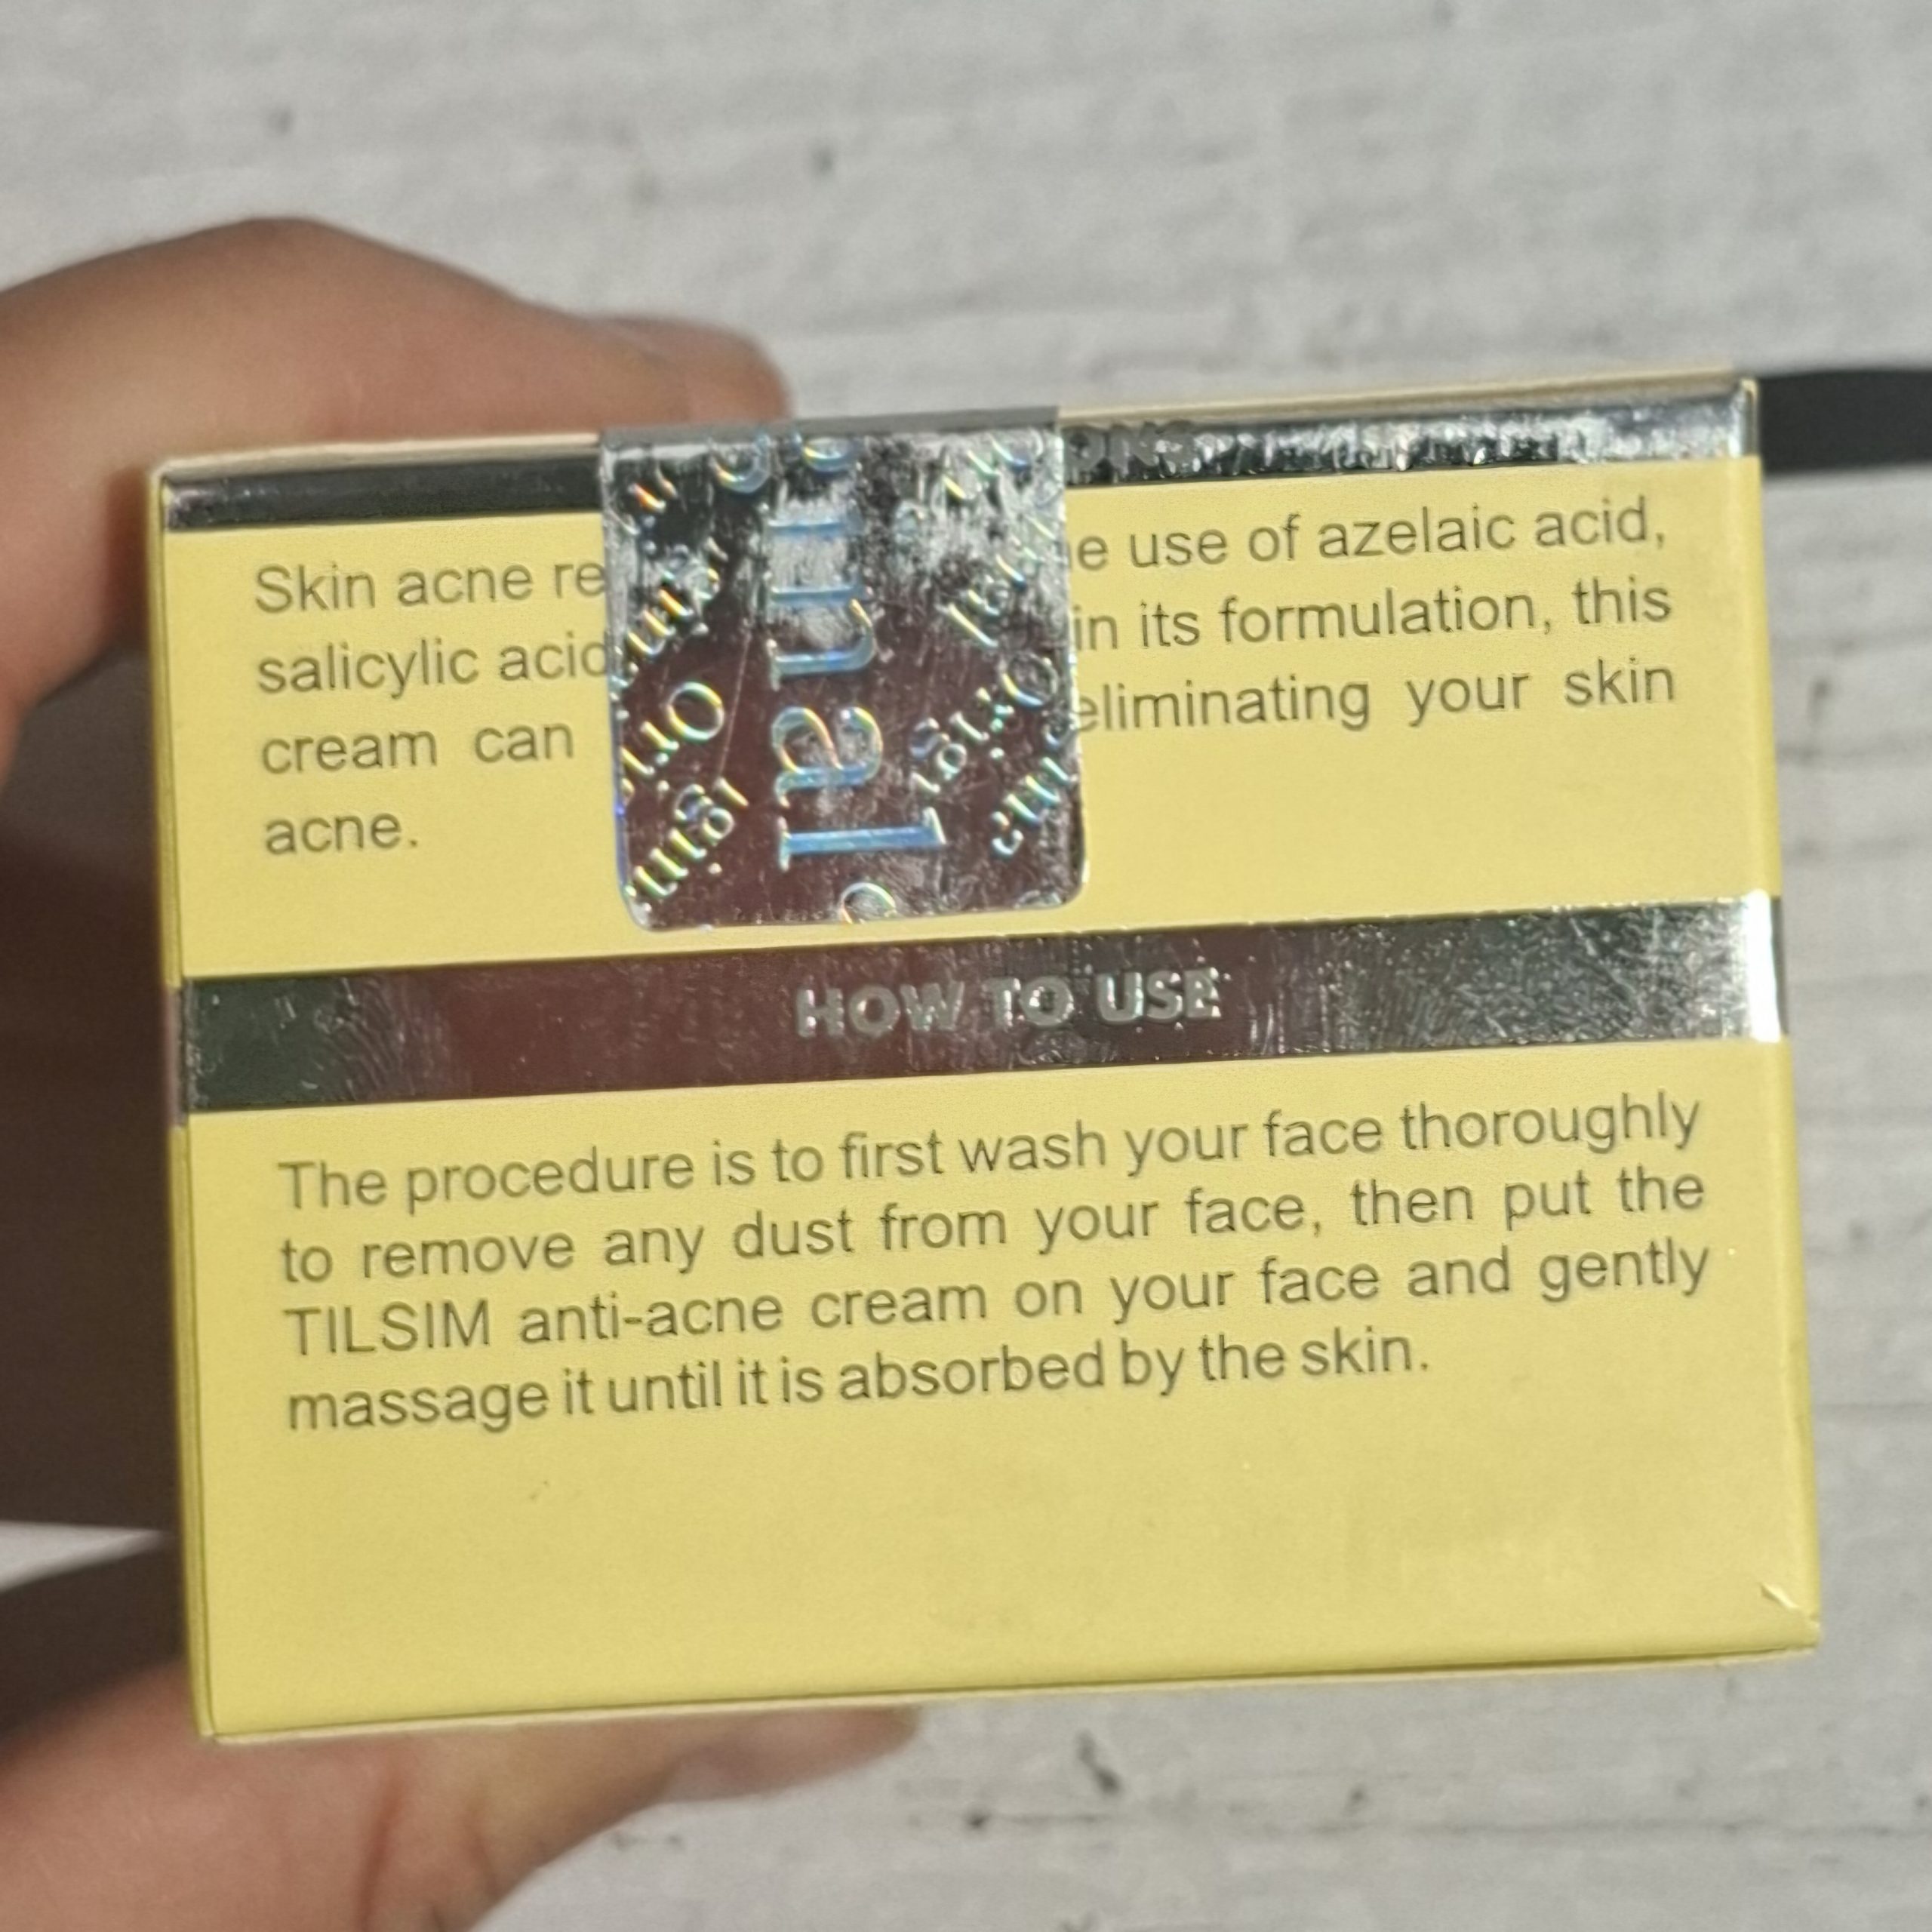 Skin acne use of azelaic acid,
salicylic in its formulation, this
cream can eliminating your skin
acne.
HOW TO USE
The procedure is to first wash your face thoroughly
to remove any dust from your face, then put the
TILSIM anti-acne cream on your face and gently
massage it until it is absorbed by the skin.